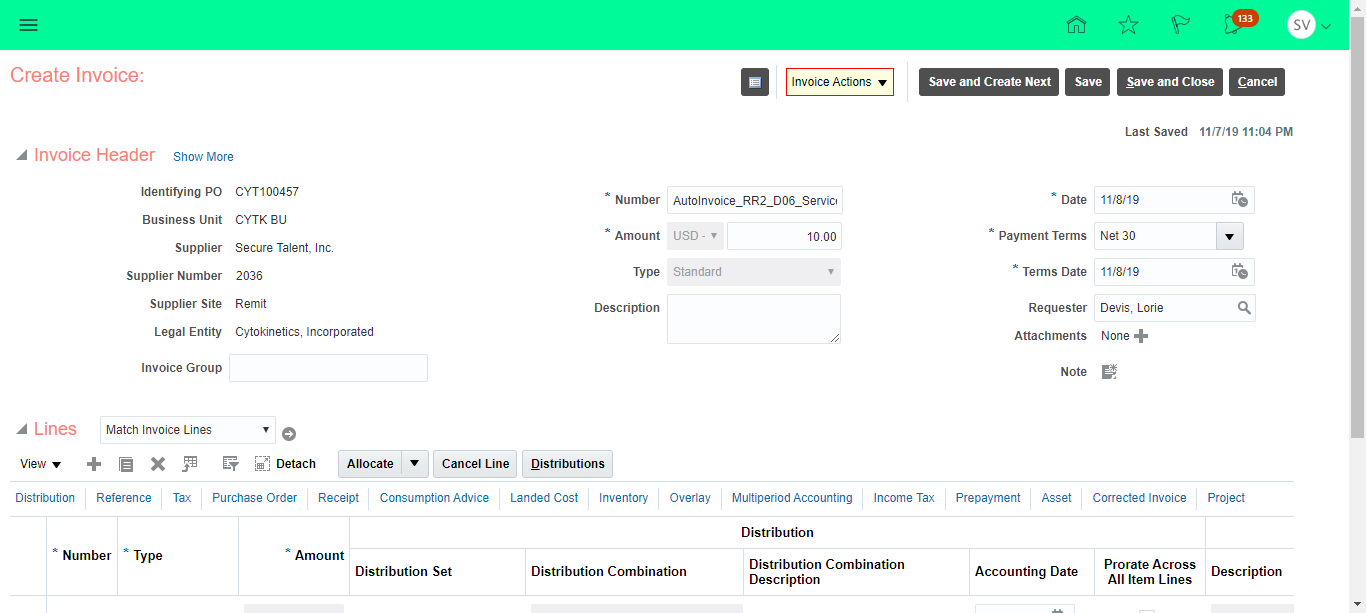 133
SV
Create Invoice:
Invoice Actions
Save and Create Next
Save
Save and Close
Cancel
Last Saved 11/7/19 11:04 PM
Invoice Header Show More
Identifying PO CYT100457
Business Unit CYTK BU
Supplier Secure Talent, Inc.
Supplier Number 2036
Supplier Site Remit
Legal Entity Cytokinetics, Incorporated
Invoice Group
* Number AutoInvoice_RR2_D06_Service
* Amount USD - 10.00
Type Standard
Description
* Date 11/8/19
* Payment Terms Net 30
* Terms Date 11/8/19
Requester Devis, Lorie
Attachments None
Note
Lines Match Invoice Lines
View Detach Allocate Cancel Line Distributions
Distribution Reference Tax Purchase Order Receipt Consumption Advice Landed Cost Inventory Overlay Multiperiod Accounting Income Tax Prepayment Asset Corrected Invoice Project
Distribution
* Number * Type * Amount
Distribution Set
Distribution Combination
Distribution Combination
Description
Accounting Date
Prorate Across
All Item Lines
Description